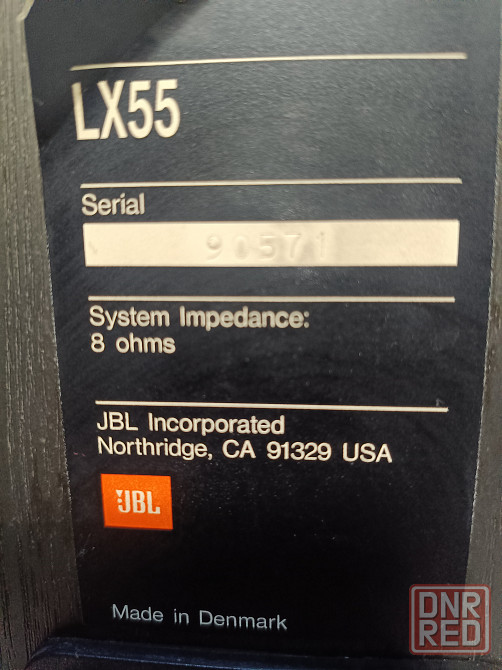 LX55
Serial
90571
System Impedance:
8 ohms
JBL Incorporated
Northridge, CA 91329 USA
JBL
Made in Denmark
DNR
RED